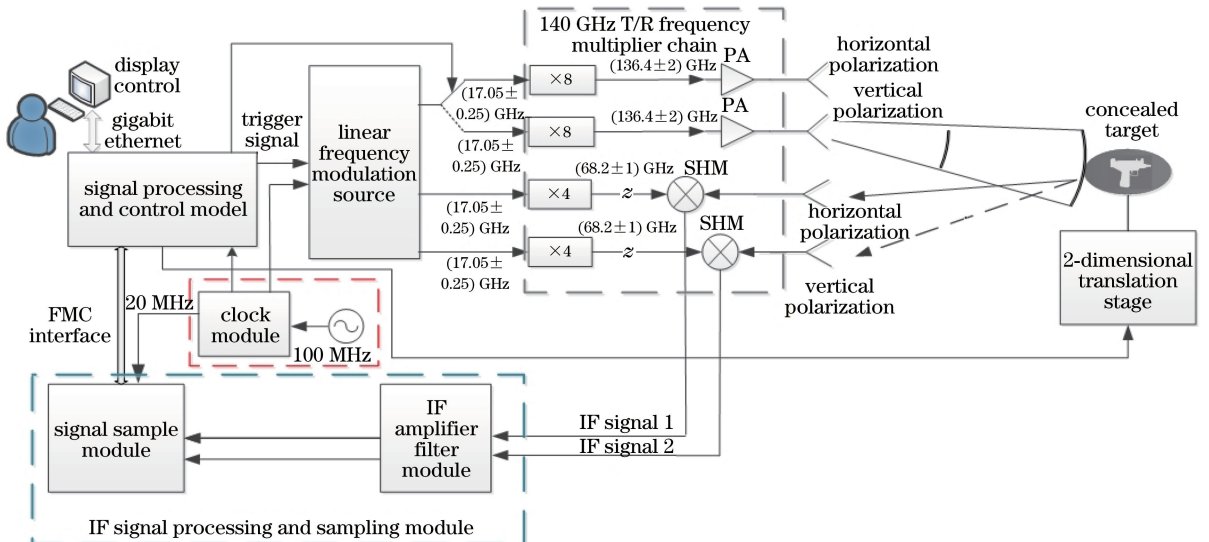 140 GHz T/R frequency
multiplier chain
display
control
gigabit
ethernet
trigger
signal
linear
frequency
modulation
source
signal processing
and control model
(17.05±
0.25) GHz
(17.05±
0.25) GHz
(17.05±
0.25) GHz
(17.05±
0.25) GHz
×8
(136.4±2) GHz
PA
×8
(136.4±2) GHz
PA
×4
(68.2±1) GHz
z
SHM
×4
(68.2±1) GHz
z
SHM
horizontal
polarization
vertical
polarization
horizontal
polarization
vertical
polarization
concealed
target
2-dimensional
translation
stage
FMC
interface
20 MHz
clock
module
100 MHz
signal sample
module
IF
amplifier
filter
module
IF signal 1
IF signal 2
IF signal processing and sampling module